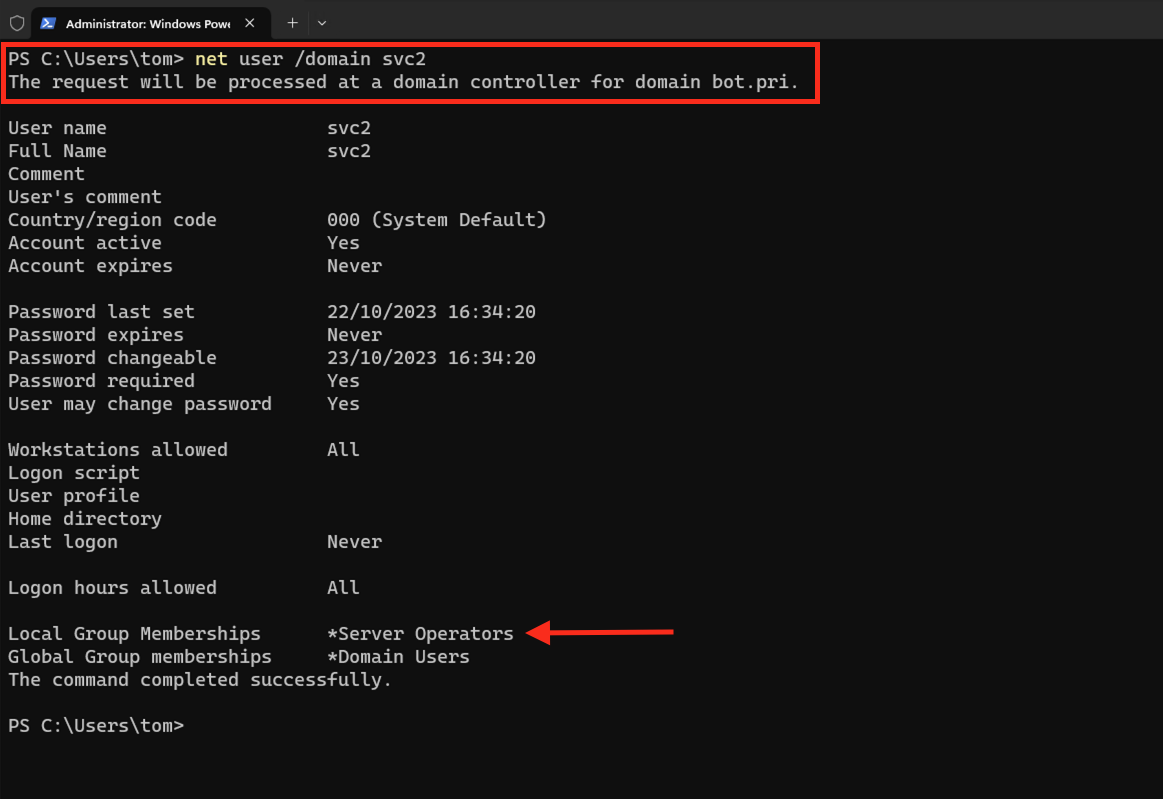 Administrator: Windows Powe
PS C:\Users\tom> net user /domain svc2
The request will be processed at a domain controller for domain bot.pri.
User name                    svc2
Full Name                    svc2
Comment
User's comment
Country/region code          000 (System Default)
Account active               Yes
Account expires              Never
Password last set            22/10/2023 16:34:20
Password expires             Never
Password changeable          23/10/2023 16:34:20
Password required            Yes
User may change password     Yes
Workstations allowed         All
Logon script
User profile
Home directory
Last logon                   Never
Logon hours allowed          All
Local Group Memberships      *Server Operators
Global Group memberships     *Domain Users
The command completed successfully.
PS C:\Users\tom>